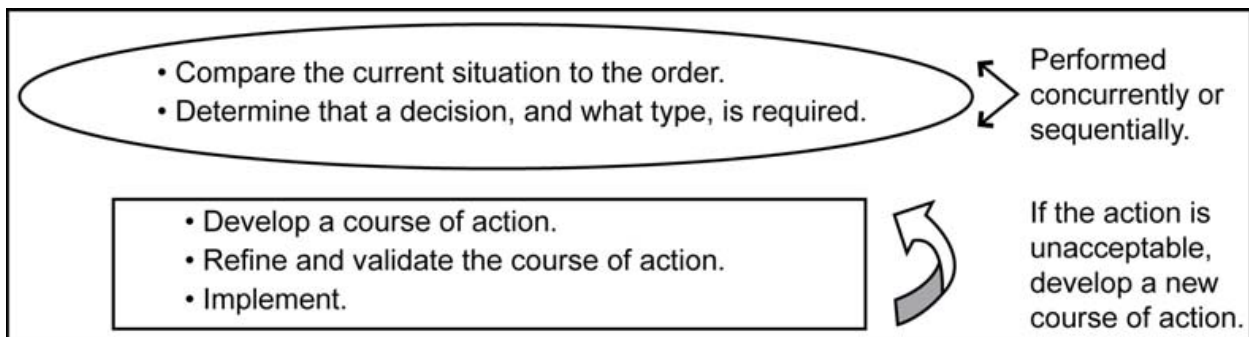 • Compare the current situation to the order.
• Determine that a decision, and what type, is required.
Performed
concurrently or
sequentially.
• Develop a course of action.
• Refine and validate the course of action.
• Implement.
If the action is
unacceptable,
develop a new
course of action.